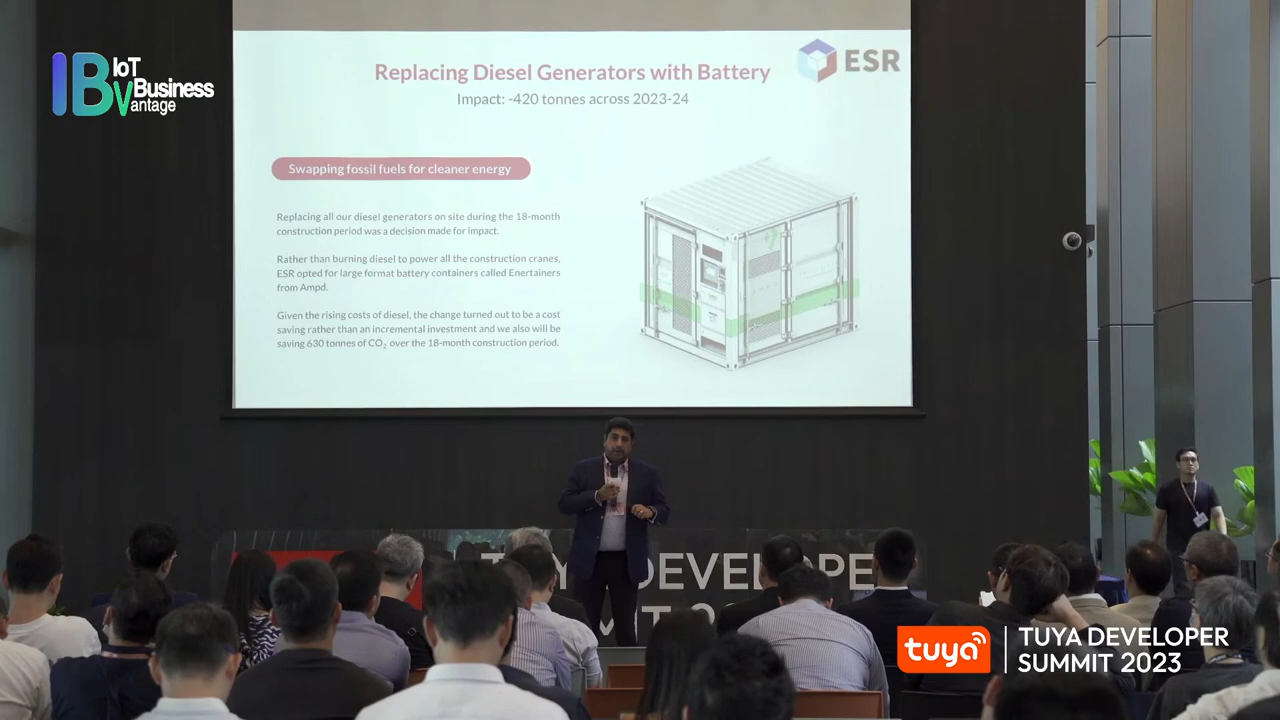 IB
IoT
Business
Vantage
ESR
Replacing Diesel Generators with Battery
Impact: -420 tonnes across 2023-24
Swapping fossil fuels for cleaner energy
Replacing all our diesel generators on site during the 18-month
construction period was a decision made for impact.
Rather than burning diesel to power all the construction cranes,
ESR opted for large format battery containers called Enertainers
from Ampd.
Given the rising costs of diesel, the change turned out to be a cost
saving rather than an incremental investment and we also will be
saving 630 tonnes of CO₂ over the 18-month construction period.
DEVELOPE
tuya
TUYA DEVELOPER
SUMMIT 2023